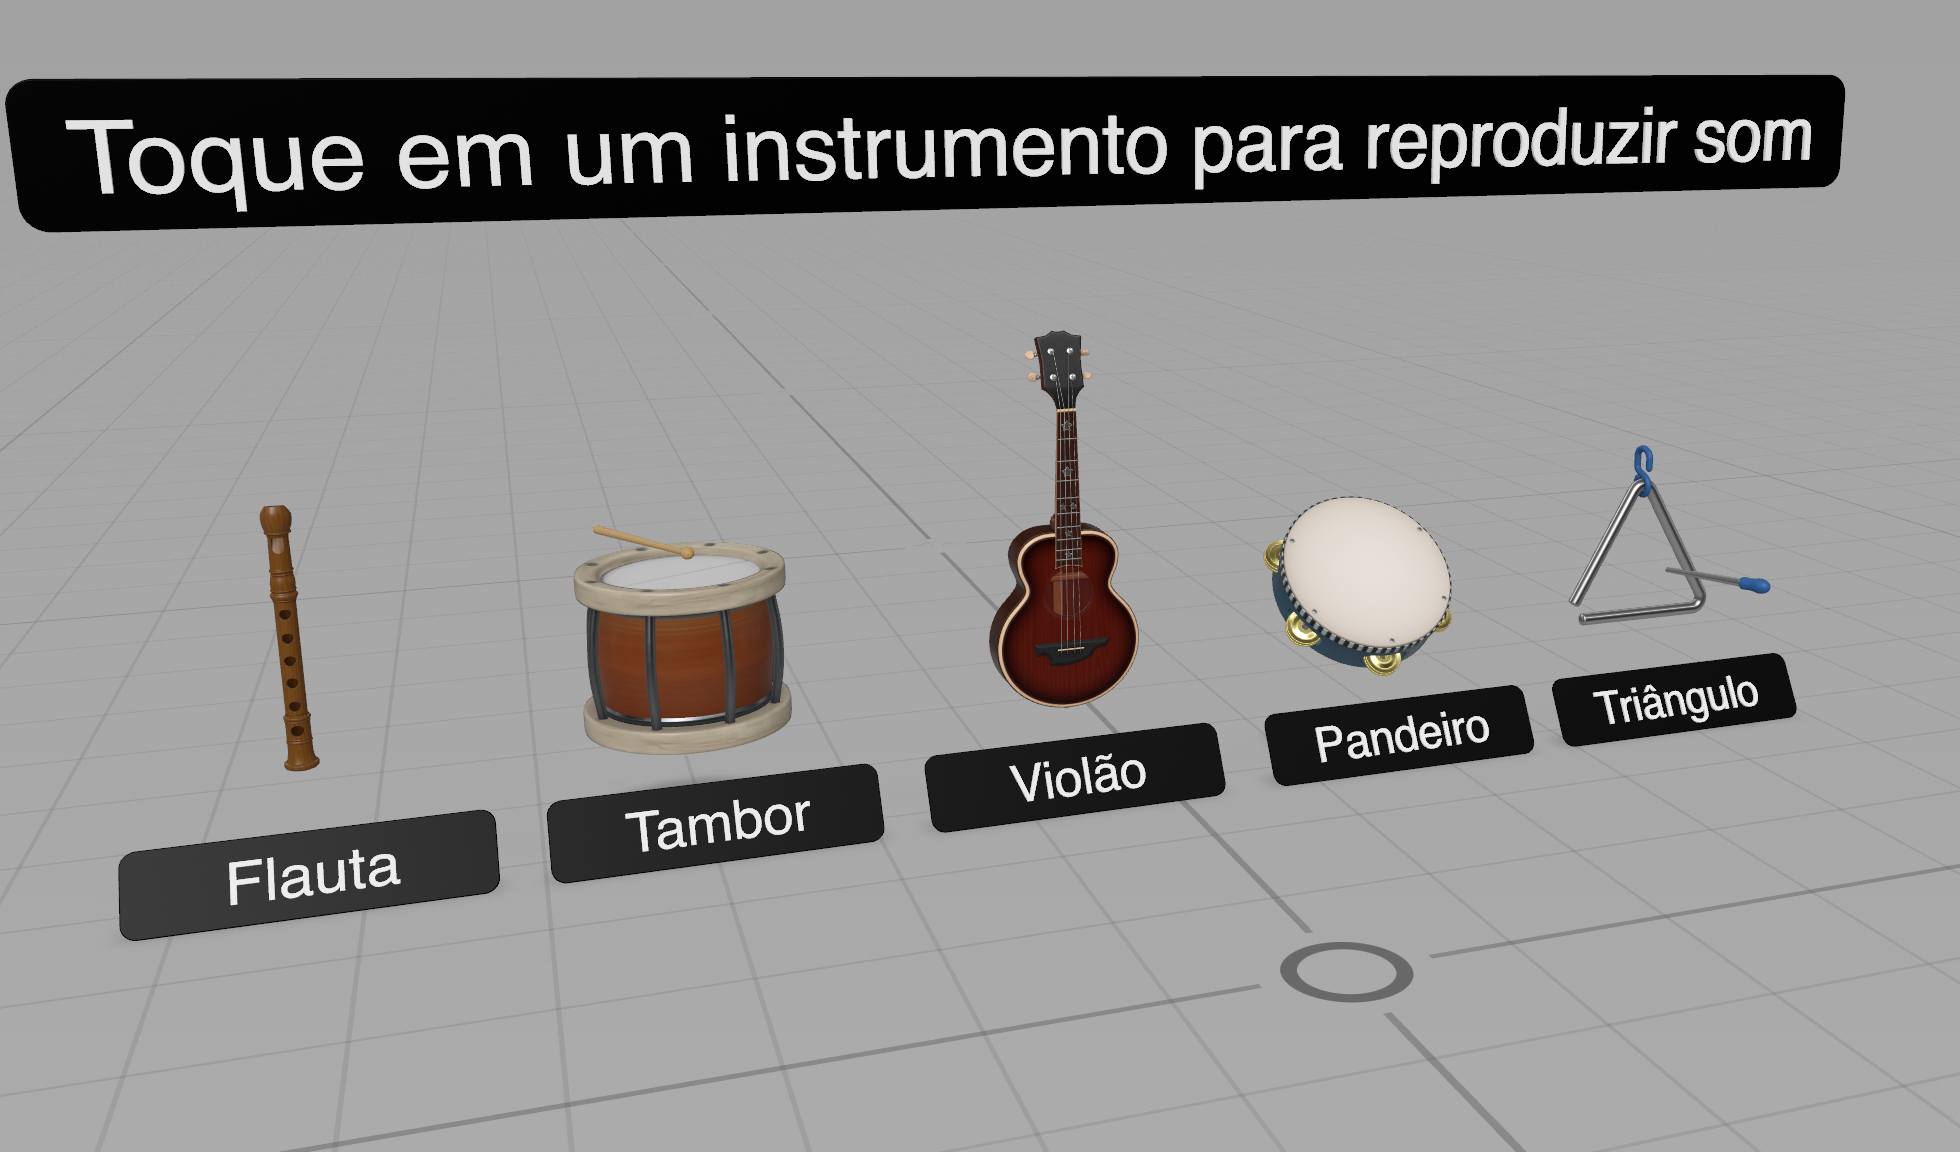 Toque em um instrumento para reproduzir som
Flauta
Tambor
Violão
Pandeiro
Triângulo